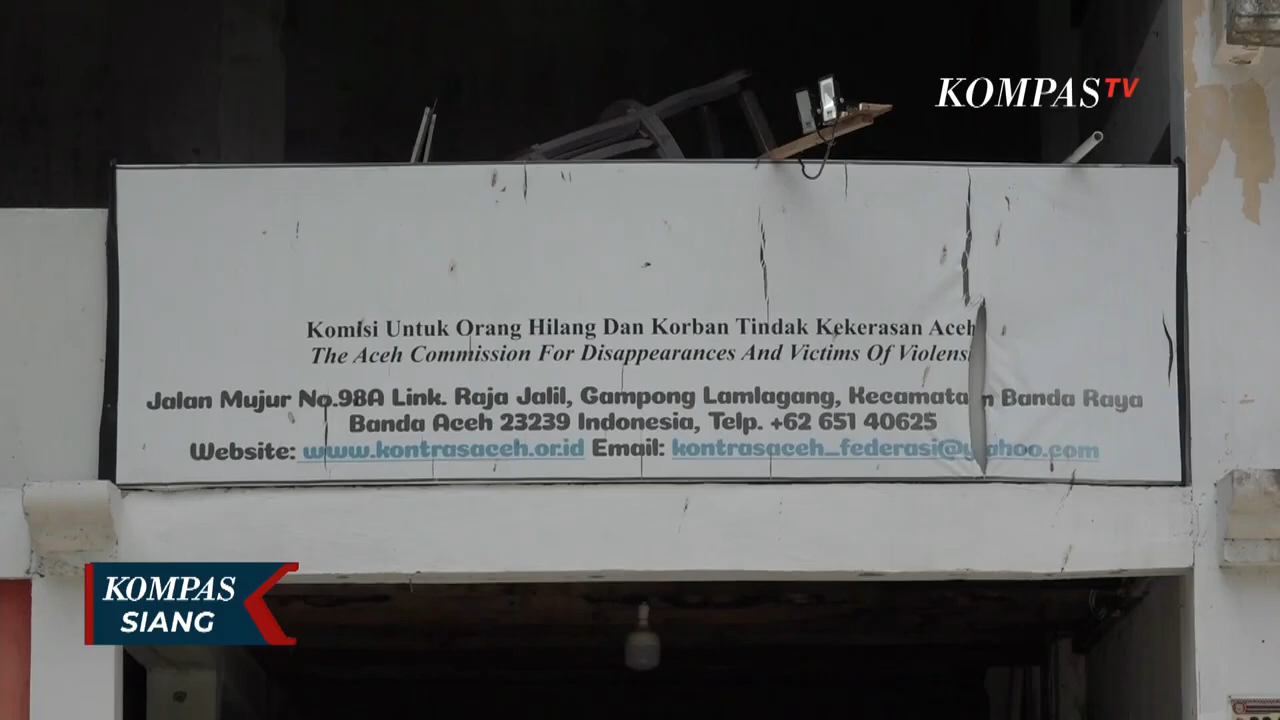 KOMPASTV
Komisi Untuk Orang Hilang Dan Korban Tindak Kekerasan Aceh
The Aceh Commission For Disappearances And Victims Of Violens
Jalan Mujur No.98A Link. Raja Jalil, Gampong Lamlagang, Kecamatan Banda Raya
Banda Aceh 23239 Indonesia, Telp. +62 651 40625
Website: www.kontrasaceh.or.id Email: kontrasaceh_federasi@yahoo.com
KOMPAS
SIANG